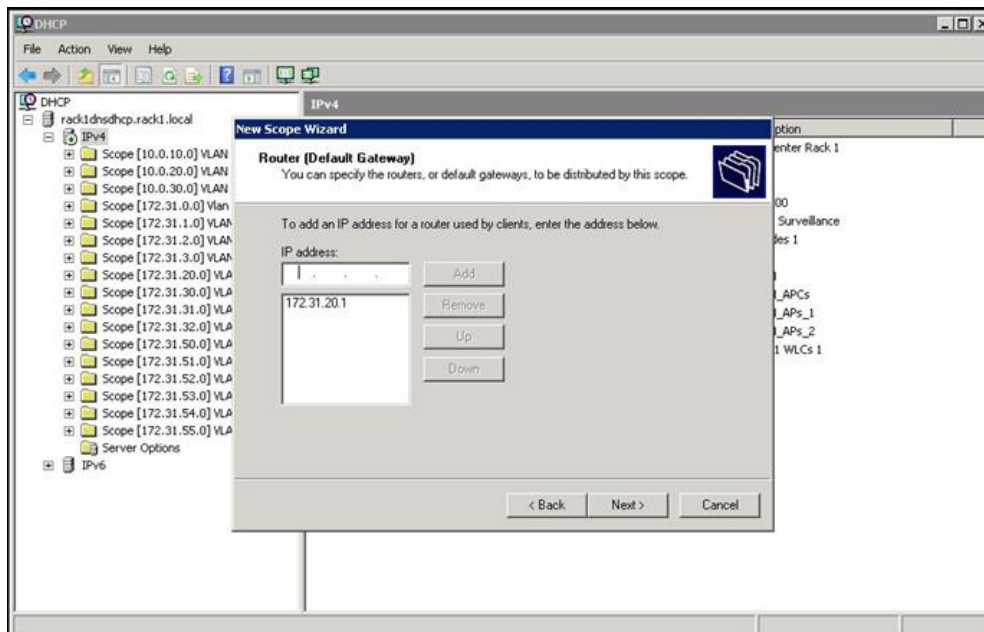 DHCP
File Action View Help
DHCP
rack1dnsdhcp.rack1.local
IPv4
Scope [10.0.10.0] VLAN
Scope [10.0.20.0] VLAN
Scope [10.0.30.0] VLAN
Scope [172.31.0.0] Vlan
Scope [172.31.1.0] VLAN
Scope [172.31.2.0] VLAN
Scope [172.31.3.0] VLAN
Scope [172.31.20.0] VLA
Scope [172.31.30.0] VLA
Scope [172.31.31.0] VLA
Scope [172.31.32.0] VLA
Scope [172.31.50.0] VLA
Scope [172.31.51.0] VLA
Scope [172.31.52.0] VLA
Scope [172.31.53.0] VLA
Scope [172.31.54.0] VLA
Scope [172.31.55.0] VLA
Server Options
IPv6
IPv4
New Scope Wizard
Router (Default Gateway)
You can specify the routers, or default gateways, to be distributed by this scope.
To add an IP address for a router used by clients, enter the address below.
IP address:
. . .
Add
172.31.20.1
Remove
Up
Down
< Back Next > Cancel
ption
enter Rack 1
00
Surveillance
des 1
_APCs
_APs_1
_APs_2
1 WLCs 1